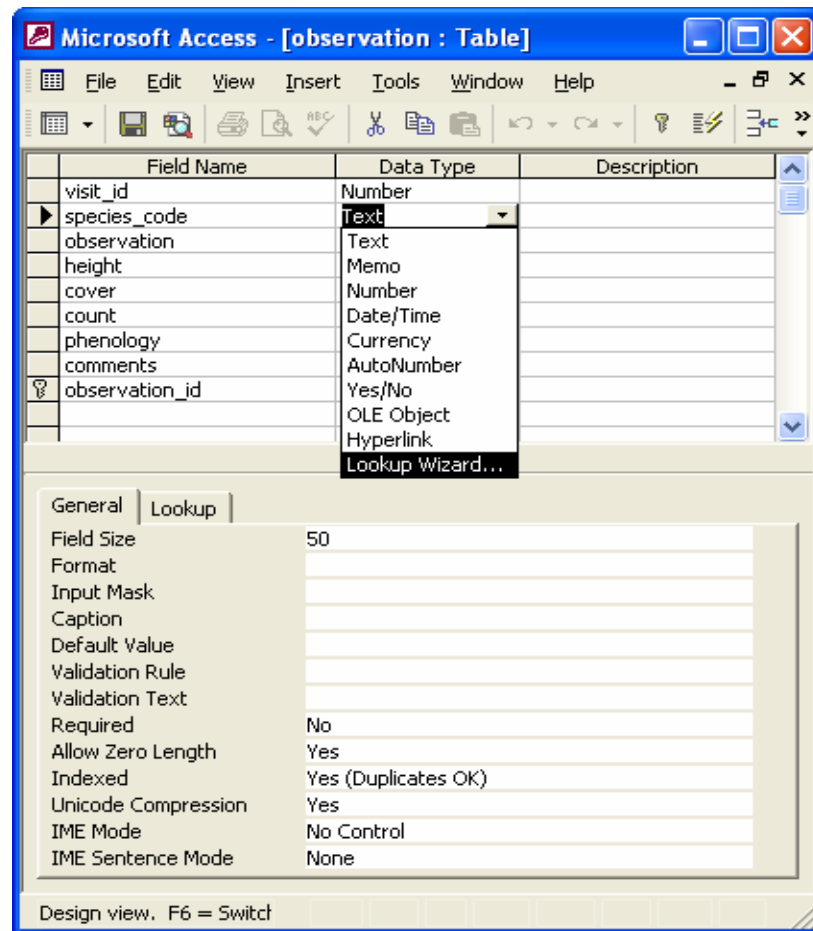 Microsoft Access - [observation : Table]
File Edit View Insert Tools Window Help
ABC
Field Name Data Type Description
visit_id Number
species_code Text
observation Text
height Memo
cover Number
count Date/Time
phenology Currency
comments AutoNumber
observation_id Yes/No
OLE Object
Hyperlink
Lookup Wizard...
General Lookup
Field Size 50
Format
Input Mask
Caption
Default Value
Validation Rule
Validation Text
Required No
Allow Zero Length Yes
Indexed Yes (Duplicates OK)
Unicode Compression Yes
IME Mode No Control
IME Sentence Mode None
Design view. F6 = Switch